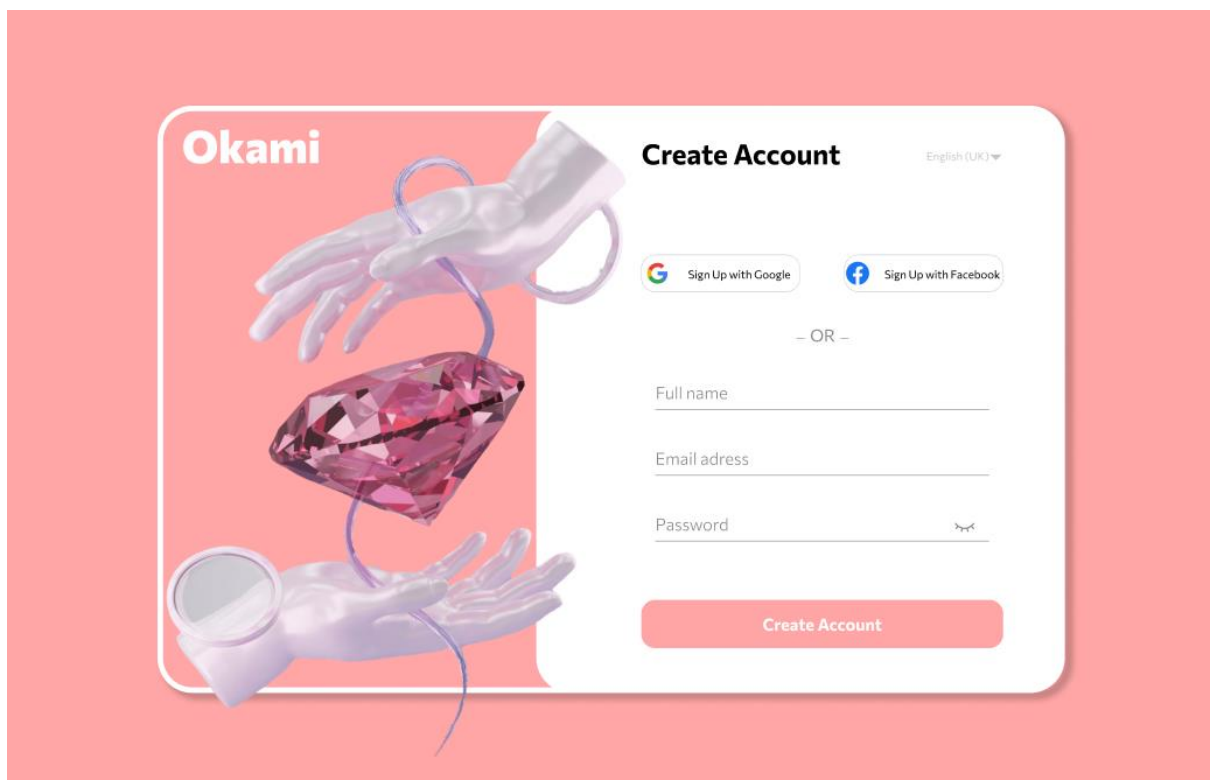 Okami
Create Account
English (UK)
Sign Up with Google
Sign Up with Facebook
– OR –
Full name
Email adress
Password
Create Account